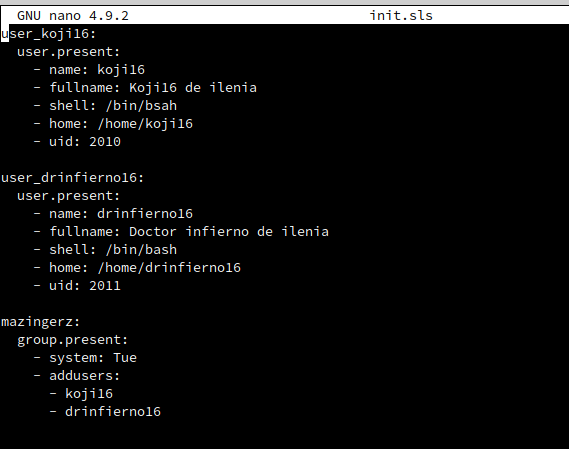 GNU nano 4.9.2 init.sls
user_koji16:
  user.present:
    - name: koji16
    - fullname: Koji16 de ilenia
    - shell: /bin/bsah
    - home: /home/koji16
    - uid: 2010
user_drinfierno16:
  user.present:
    - name: drinfierno16
    - fullname: Doctor infierno de ilenia
    - shell: /bin/bash
    - home: /home/drinfierno16
    - uid: 2011
mazingerz:
  group.present:
    - system: Tue
    - addusers:
      - koji16
      - drinfierno16